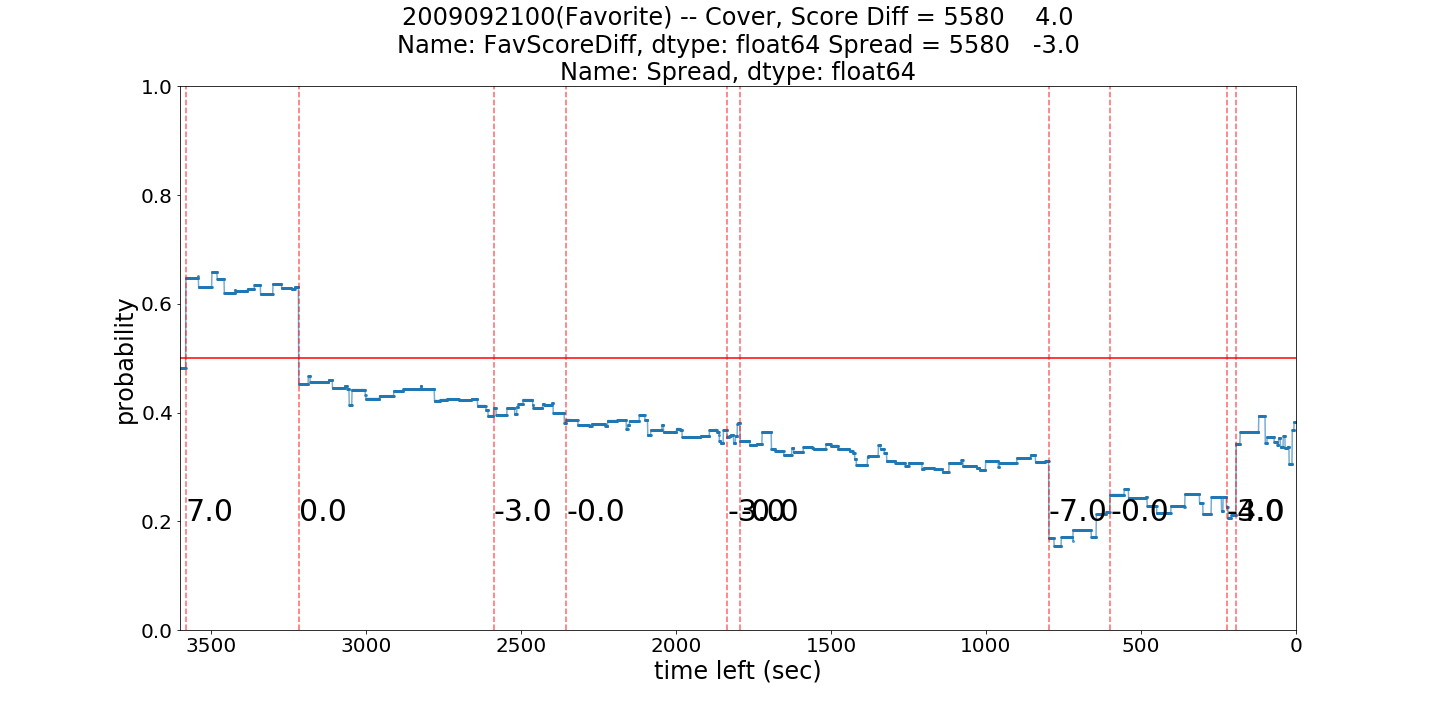 2009092100(Favorite) -- Cover, Score Diff = 5580    4.0
Name: FavScoreDiff, dtype: float64 Spread = 5580   -3.0
Name: Spread, dtype: float64
1.0
0.8
0.6
0.4
0.2
0.0
probability
7.0
0.0
-3.0
-0.0
-7.0
-0.0
3500 3000 2500 2000 1500 1000 500 0
time left (sec)